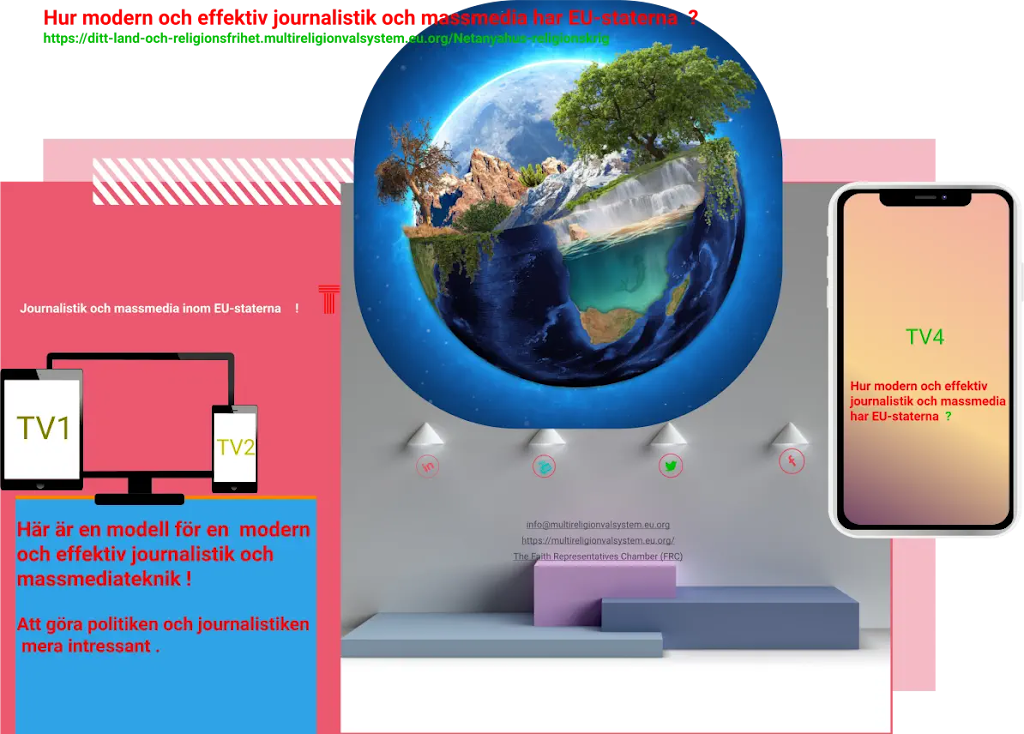 Hur modern och effektiv journalistik och massmedia har EU-staterna ?
https://ditt-land-och-religionsfrihet.multireligionvalsystem.eu.org/Netanyahus-religionskrig
Journalistik och massmedia inom EU-staterna !
T
TV1
TV2
TV4
Hur modern och effektiv
journalistik och massmedia
har EU-staterna ?
in
f
info@multireligionvalsystem.eu.org
https://multireligionvalsystem.eu.org/
The Faith Representatives Chamber (FRC)
Här är en modell för en modern
och effektiv journalistik och
massmediateknik !
Att göra politiken och journalistiken
mera intressant .